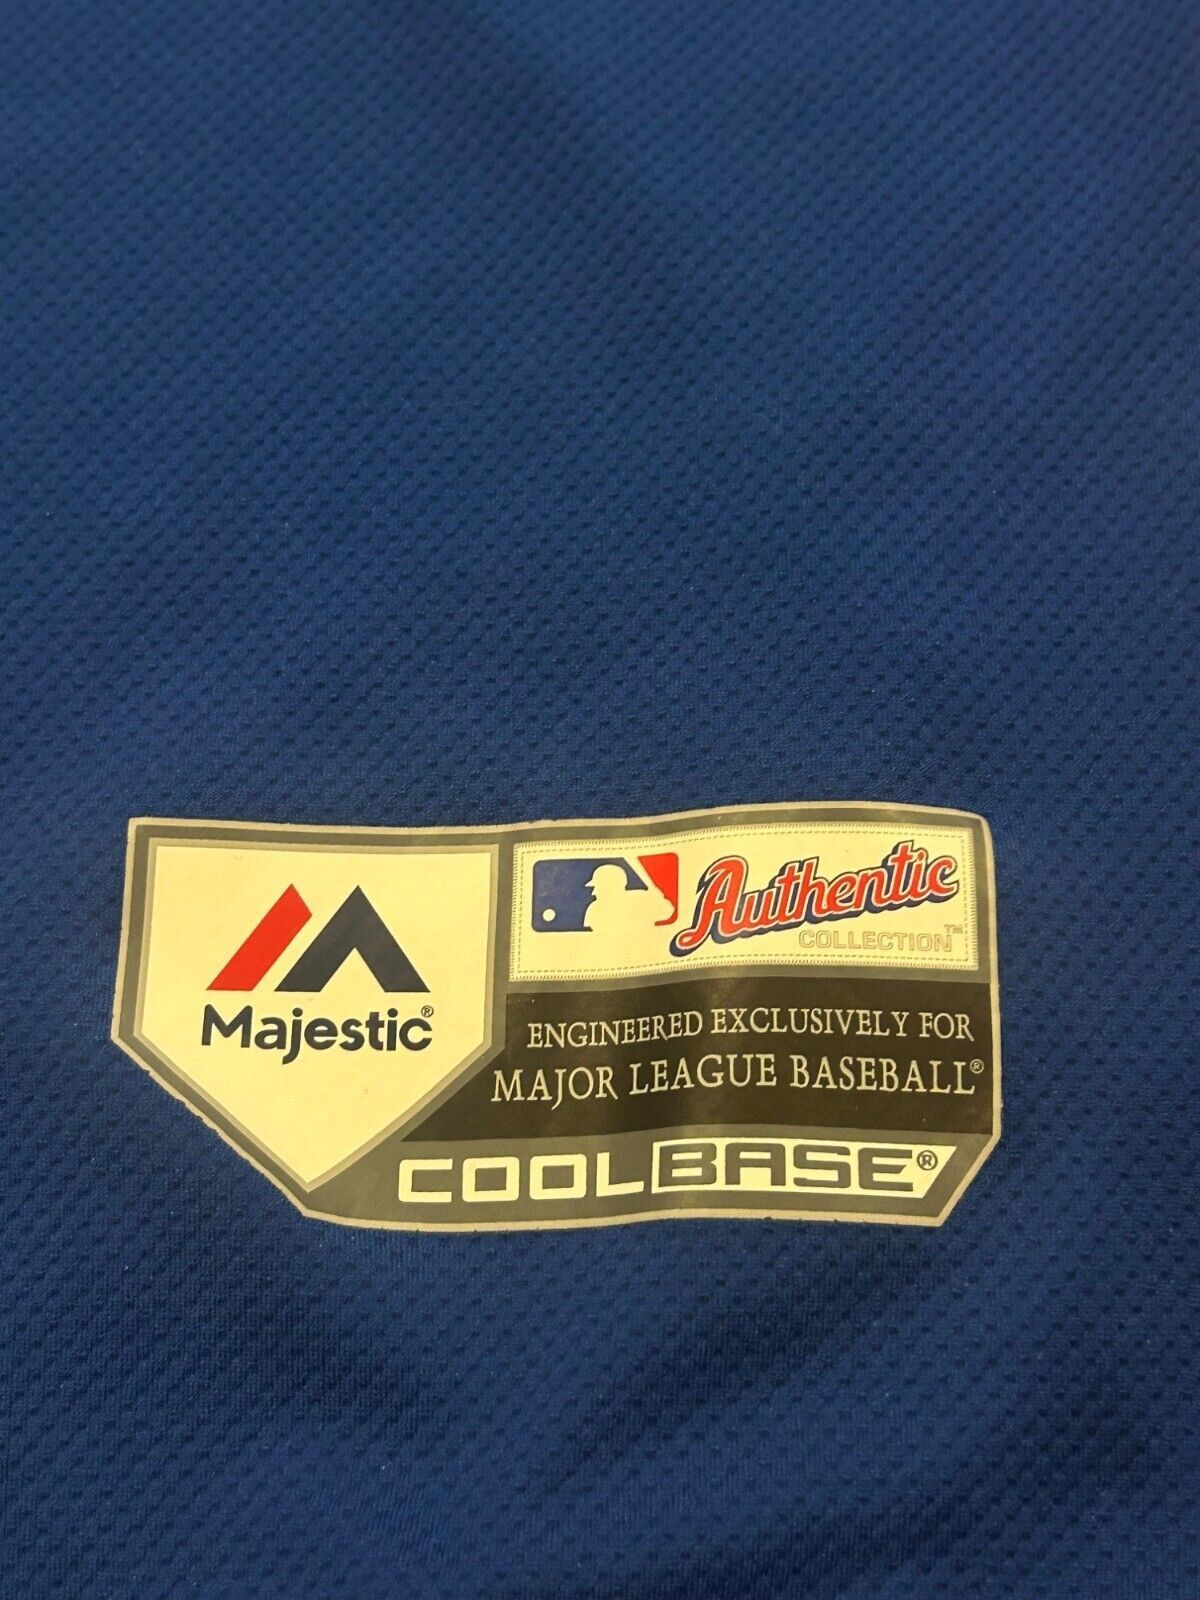 Majestic®
Authentic
COLLECTION™
ENGINEERED EXCLUSIVELY FOR
MAJOR LEAGUE BASEBALL®
COOLBASE®